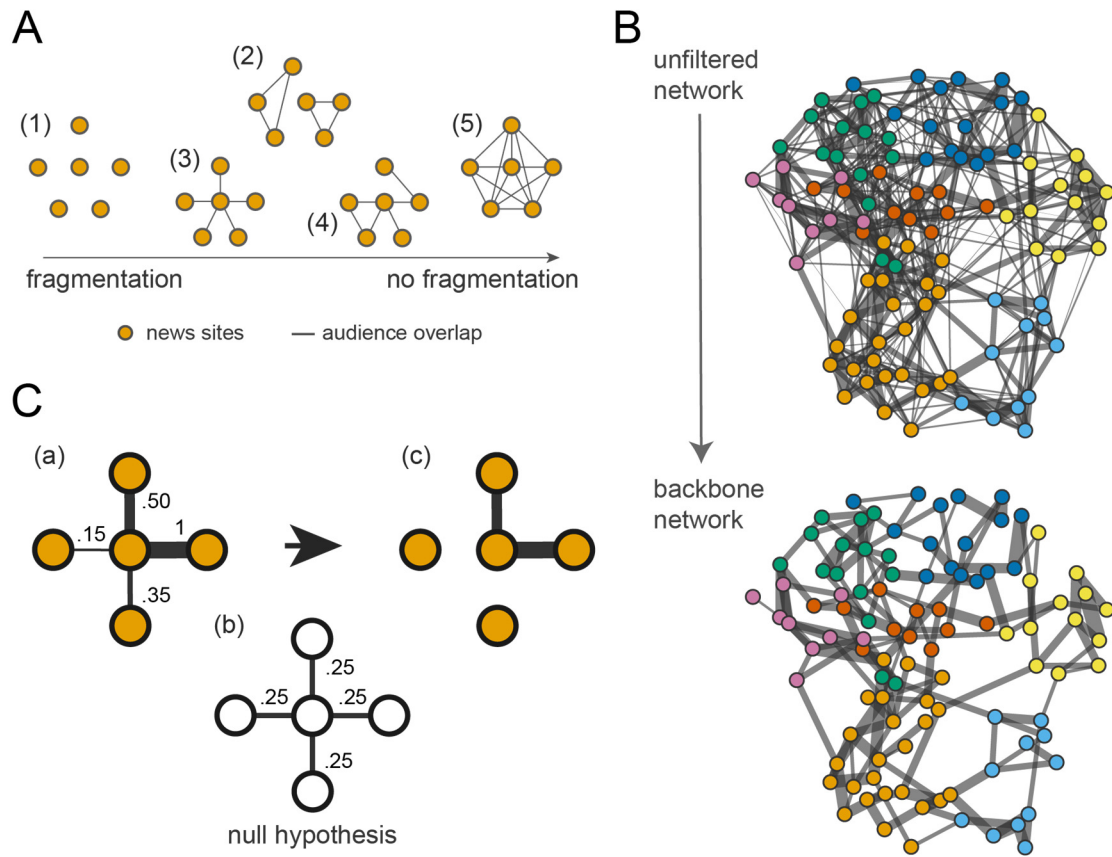 A
(1)
(2)
(3)
(4)
(5)
fragmentation
no fragmentation
news sites
audience overlap
B
unfiltered
network
backbone
network
C
(a)
.50
.15
1
.35
(b)
.25
.25
.25
.25
null hypothesis
(c)